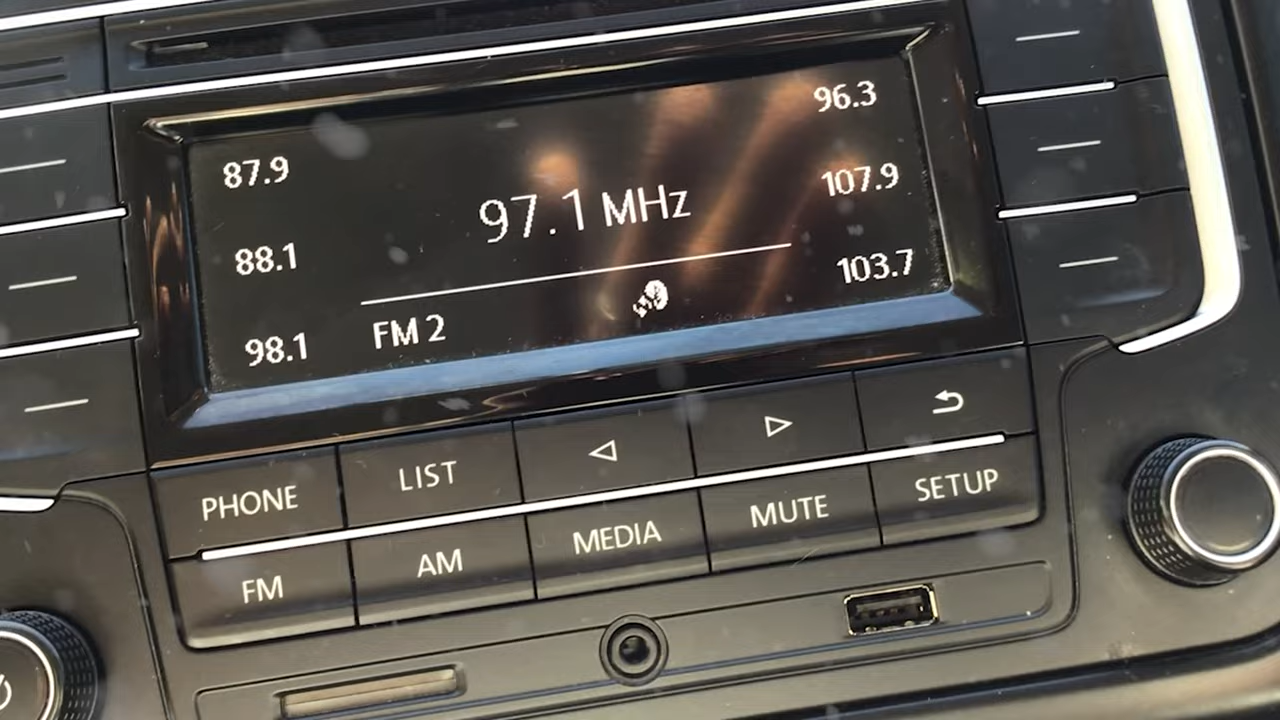 87.9
96.3
97.1 MHz
88.1
107.9
98.1
FM 2
103.7
PHONE
LIST
FM
AM
MEDIA
MUTE
SETUP